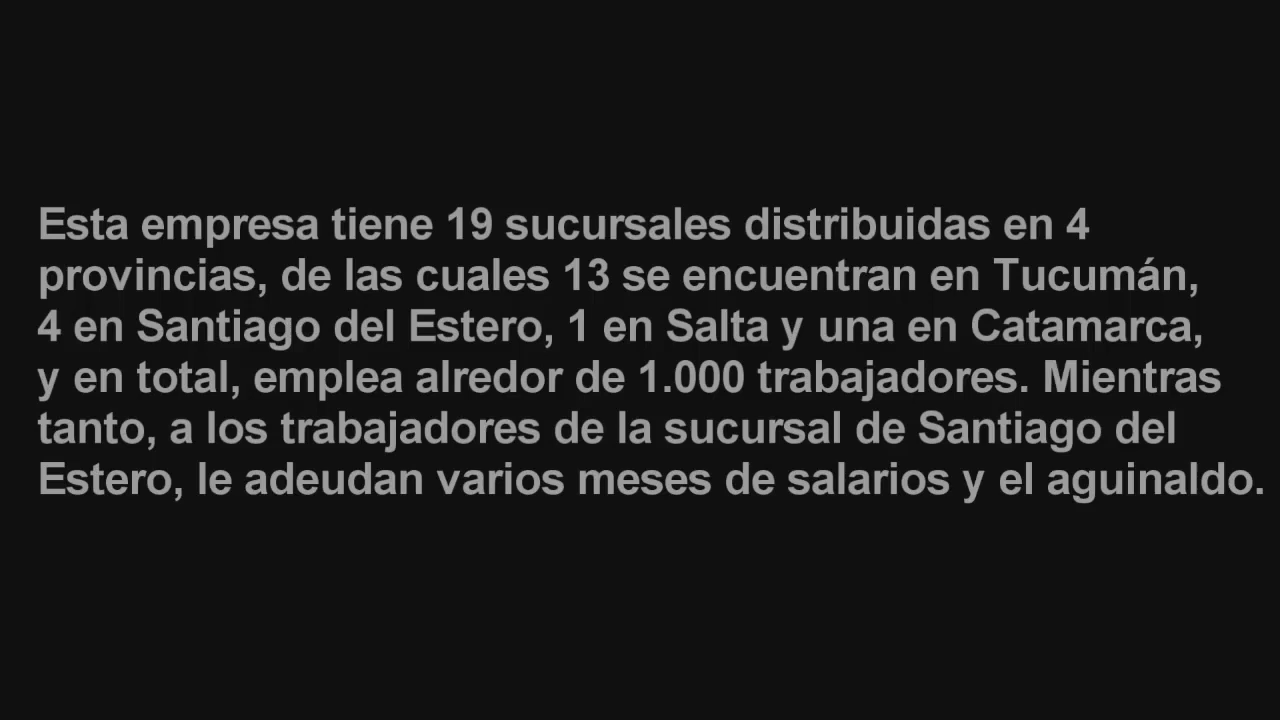 Esta empresa tiene 19 sucursales distribuidas en 4
provincias, de las cuales 13 se encuentran en Tucumán,
4 en Santiago del Estero, 1 en Salta y una en Catamarca,
y en total, emplea alredor de 1.000 trabajadores. Mientras
tanto, a los trabajadores de la sucursal de Santiago del
Estero, le adeudan varios meses de salarios y el aguinaldo.